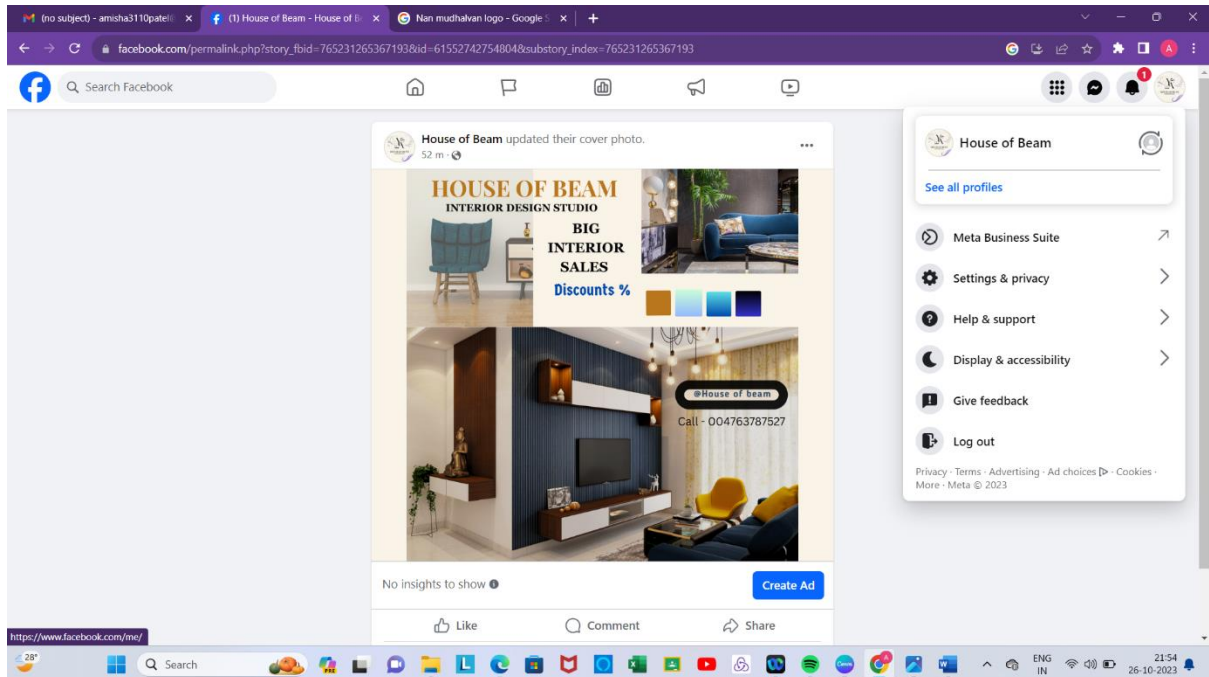 (no subject) - amisha3110patel@
(1) House of Beam - House of Be
Nan mudhalvan logo - Google S
facebook.com/permalink.php?story_fbid=765231265367193&id=61552742754804&substory_index=765231265367193
A
Search Facebook
1
House of Beam updated their cover photo.
52 m
HOUSE OF BEAM
INTERIOR DESIGN STUDIO
BIG
INTERIOR
SALES
Discounts %
@House of beam
Call - 004763787527
No insights to show
Create Ad
Like
Comment
Share
House of Beam
See all profiles
Meta Business Suite
Settings & privacy
Help & support
Display & accessibility
Give feedback
Log out
Privacy · Terms · Advertising · Ad choices · Cookies ·
More · Meta © 2023
https://www.facebook.com/me/
28°
Search
ENG
IN
21:54
26-10-2023